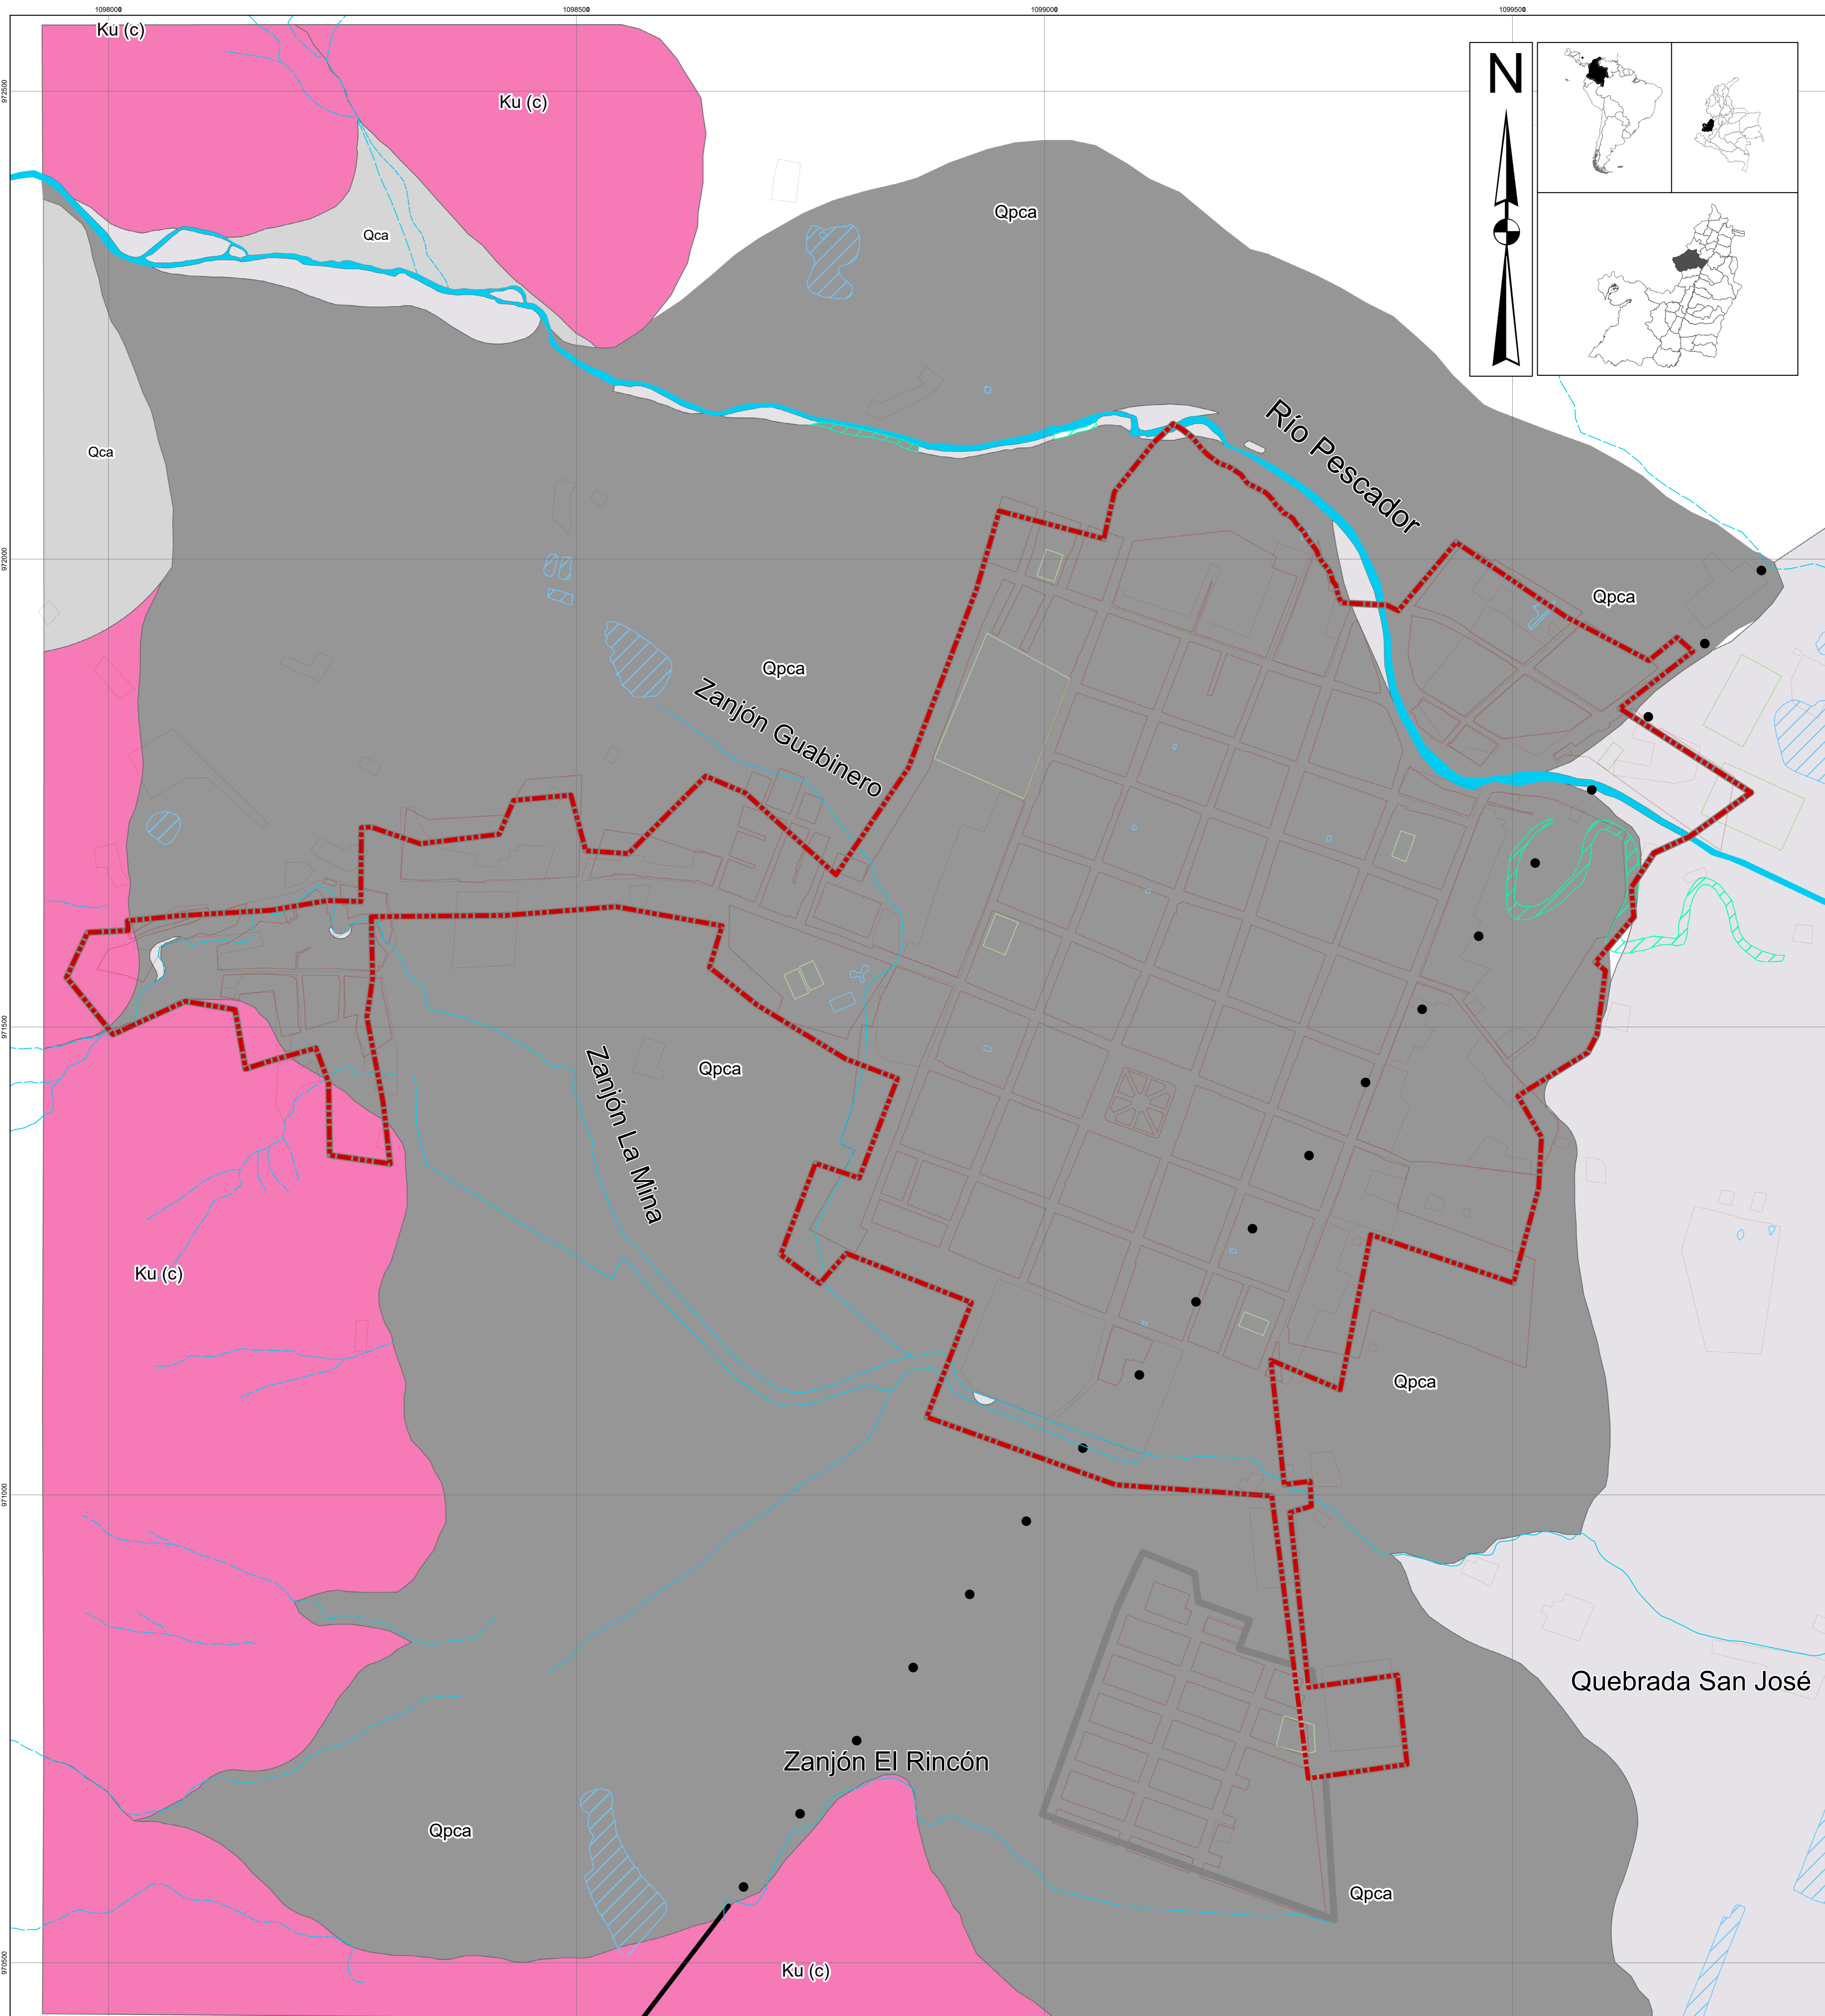 1098000
1098500
1099000
1099500
Ku (c)
N
972500
Ku (c)
Qpca
Qca
Río Pescador
Qca
972000
Qpca
Qpca
Zanjón Guabinero
971500
Qpca
Zanjón La Mina
Ku (c)
Qpca
971000
Quebrada San José
Zanjón El Rincón
Qpca
Qpca
970500
Ku (c)